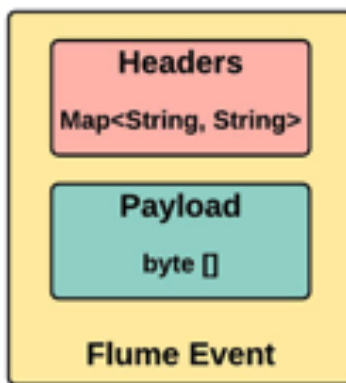 Headers
Map<String, String>
Payload
byte []
Flume Event